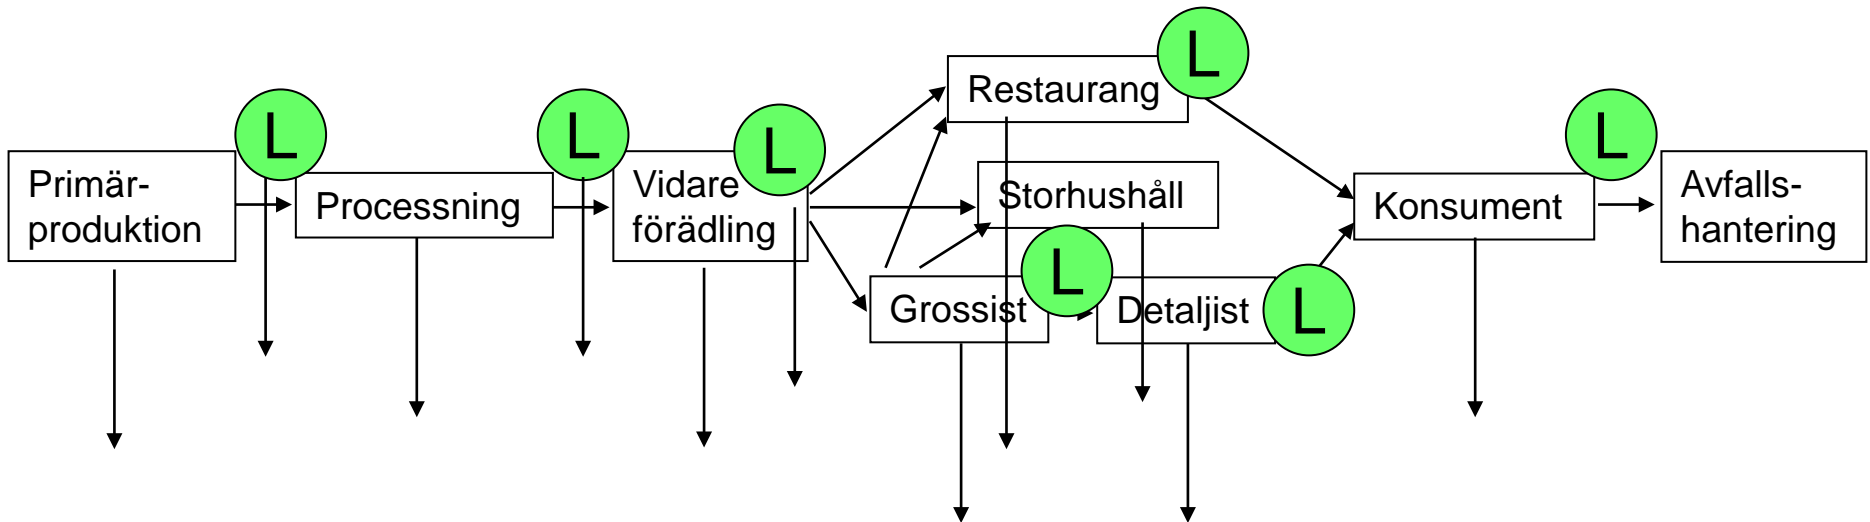 L
Primär-
produktion
L
Processning
L
Vidare
förädling
L
Restaurang
L
Storhushåll
Grossist
L
Detaljist
L
Konsument
L
Avfalls-
hantering